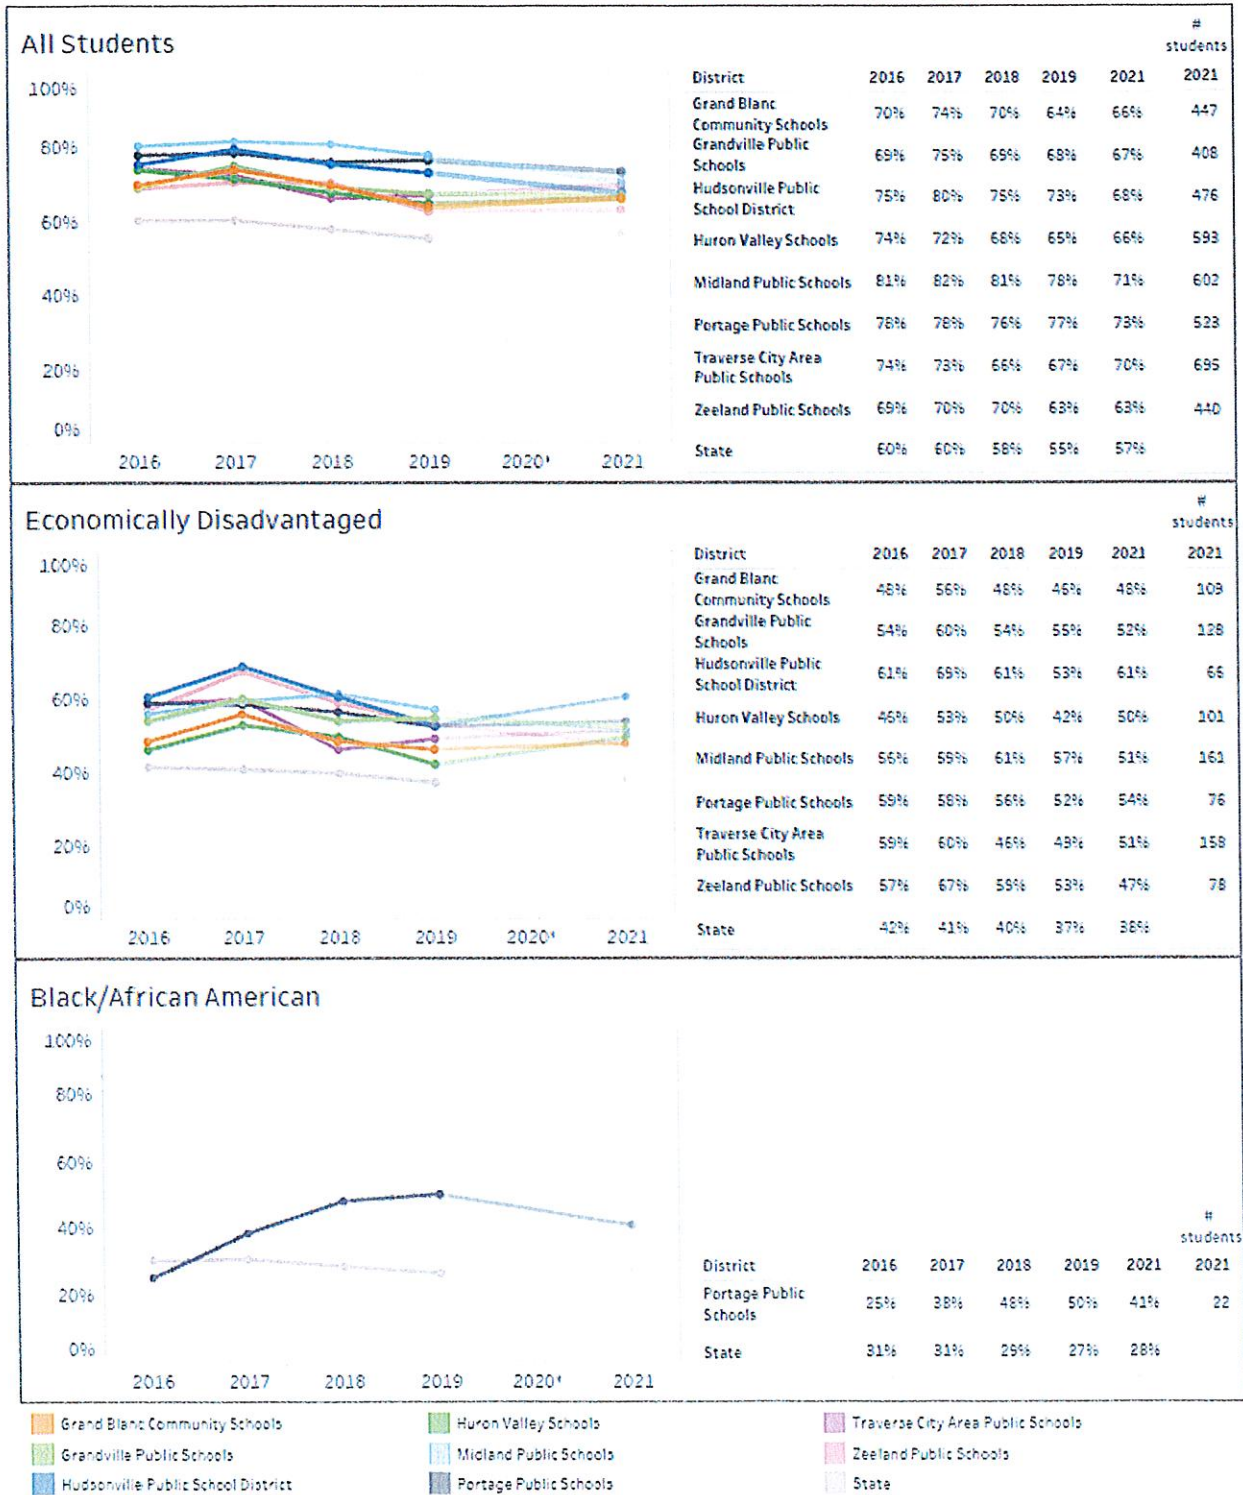 All Students
100%
80%
60%
40%
20%
0%
2016 2017 2018 2019 2020* 2021
#
students
District 2016 2017 2018 2019 2021 2021
Grand Blanc
Community Schools 70% 74% 70% 64% 66% 447
Grandville Public
Schools 69% 75% 69% 68% 67% 408
Hudsonville Public
School District 75% 80% 75% 73% 68% 476
Huron Valley Schools 74% 72% 68% 65% 66% 593
Midland Public Schools 81% 82% 81% 78% 71% 602
Portage Public Schools 78% 78% 76% 77% 73% 523
Traverse City Area
Public Schools 74% 73% 66% 67% 70% 695
Zeeland Public Schools 69% 70% 70% 63% 63% 440
State 60% 60% 58% 55% 57%
Economically Disadvantaged
100%
80%
60%
40%
20%
0%
2016 2017 2018 2019 2020* 2021
#
students
District 2016 2017 2018 2019 2021 2021
Grand Blanc
Community Schools 48% 56% 48% 46% 48% 109
Grandville Public
Schools 54% 60% 54% 55% 52% 128
Hudsonville Public
School District 61% 69% 61% 53% 61% 66
Huron Valley Schools 46% 53% 50% 42% 50% 101
Midland Public Schools 56% 59% 61% 57% 51% 161
Portage Public Schools 59% 58% 56% 52% 54% 76
Traverse City Area
Public Schools 59% 60% 46% 49% 51% 158
Zeeland Public Schools 57% 67% 59% 53% 47% 78
State 42% 41% 40% 37% 38%
Black/African American
100%
80%
60%
40%
20%
0%
2016 2017 2018 2019 2020* 2021
#
students
District 2016 2017 2018 2019 2021 2021
Portage Public
Schools 25% 38% 48% 50% 41% 22
State 31% 31% 29% 27% 28%
Grand Blanc Community Schools Huron Valley Schools Traverse City Area Public Schools
Grandville Public Schools Midland Public Schools Zeeland Public Schools
Hudsonville Public School District Portage Public Schools State